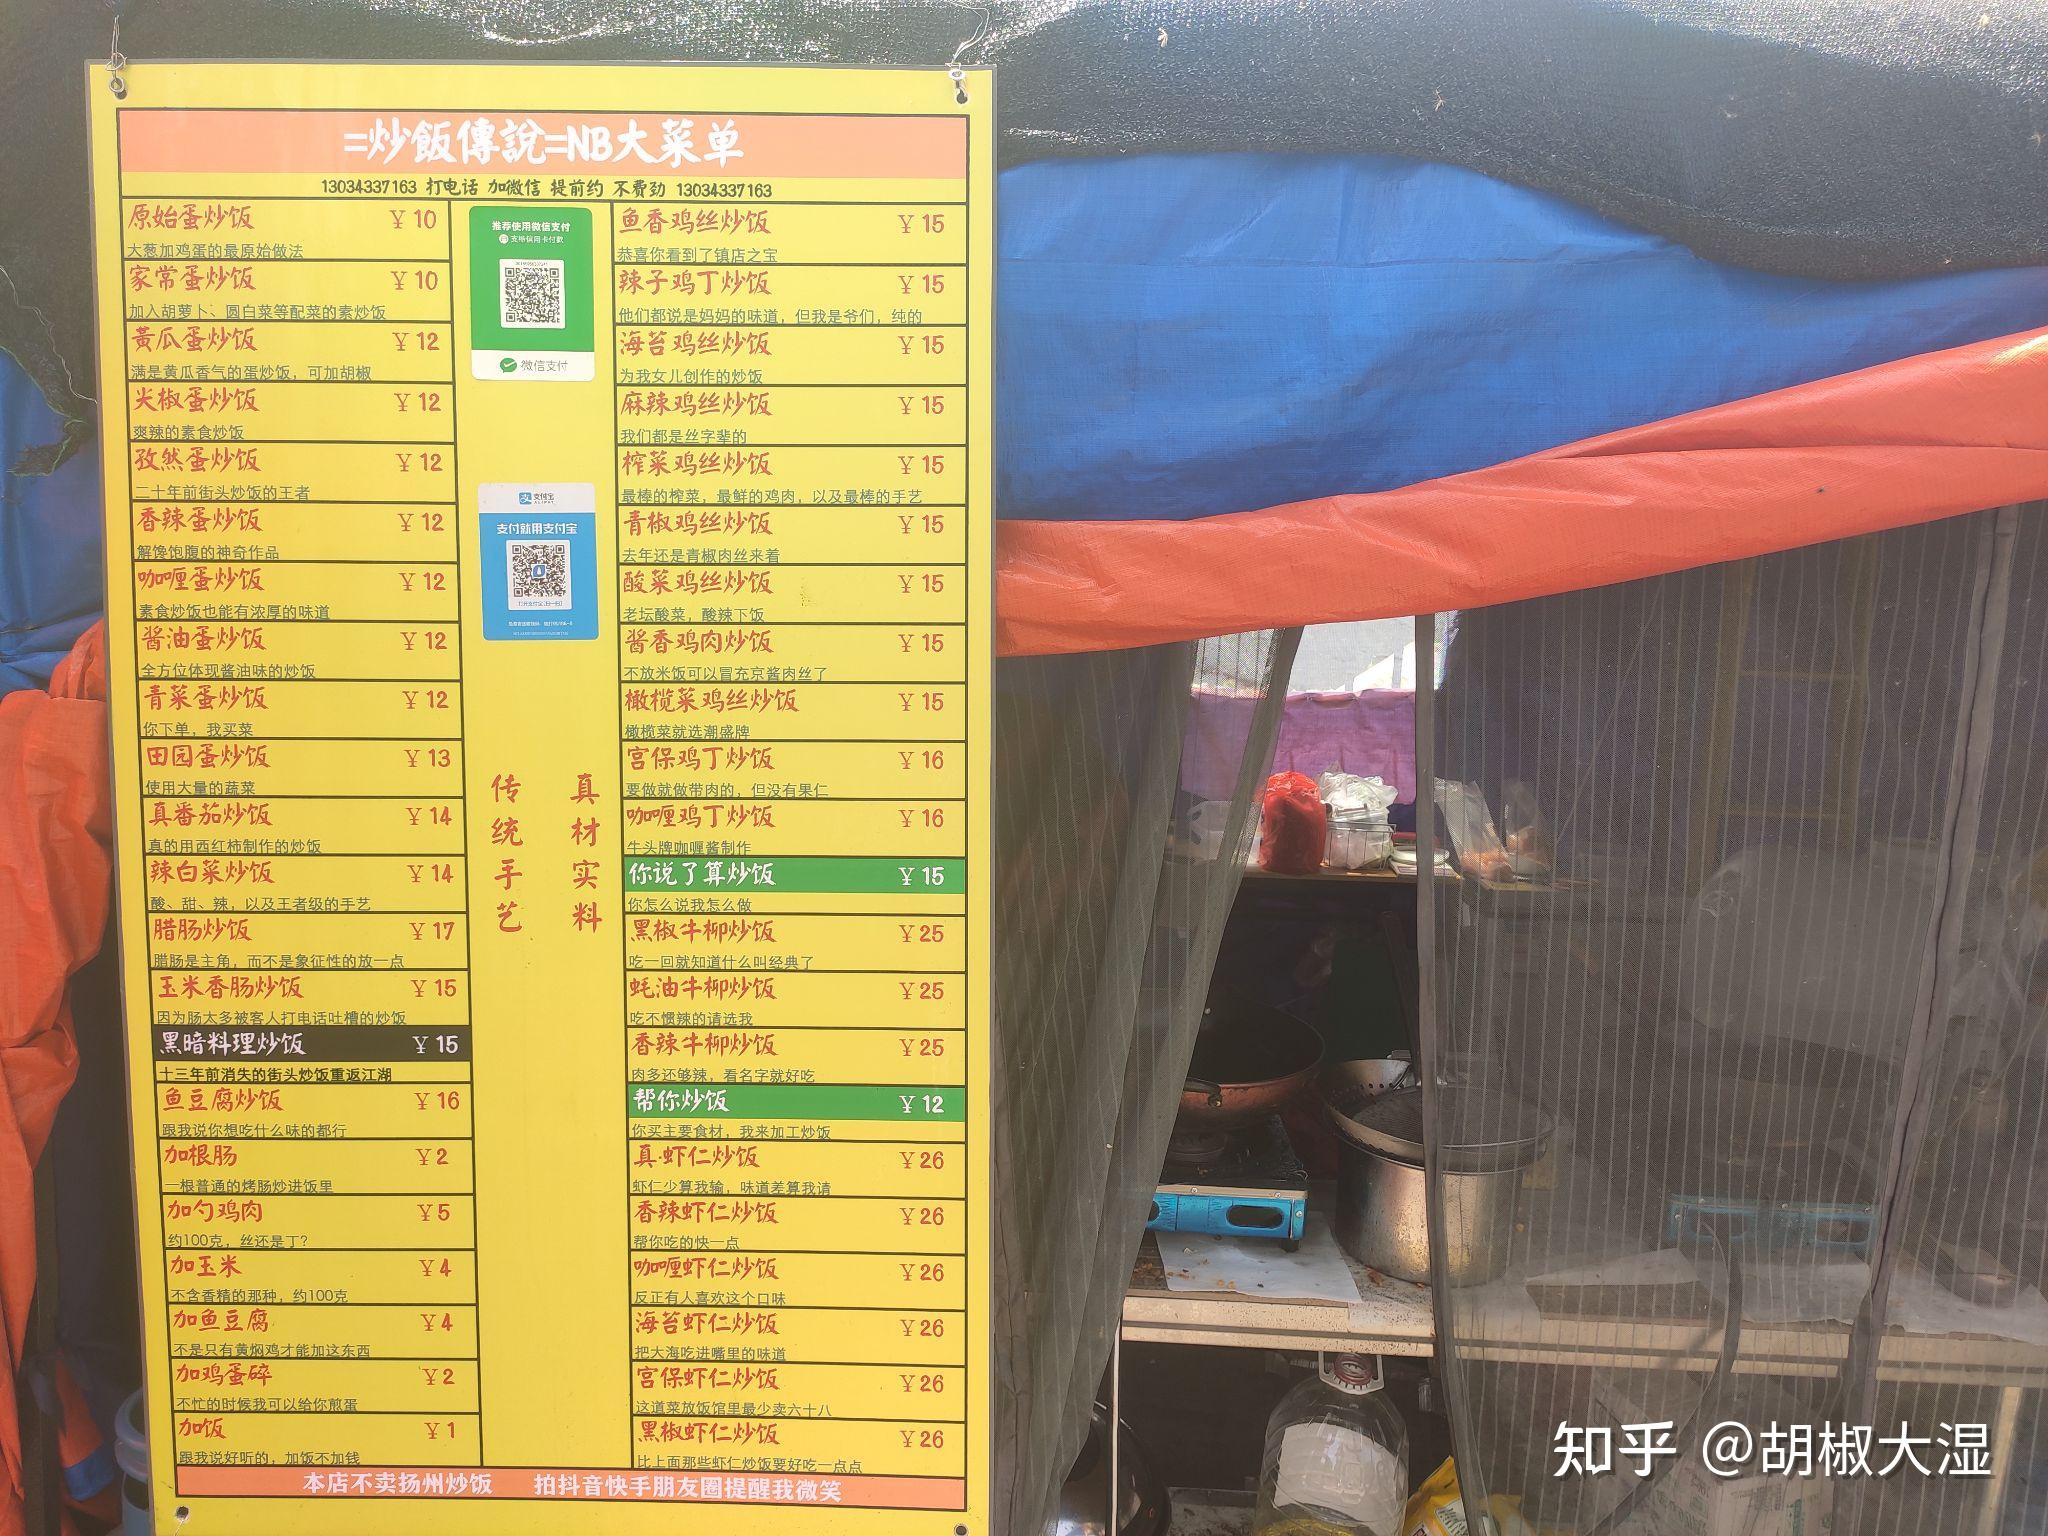 =炒飯傳說=NB大菜单
13034337163 打电话 加微信 提前约 不费劲 13034337163
原始蛋炒饭 ￥10
大葱加鸡蛋的最原始做法
家常蛋炒饭 ￥10
加入胡萝卜、圆白菜等配菜的素炒饭
黃瓜蛋炒饭 ￥12
满是黄瓜香气的蛋炒饭，可加胡椒
尖椒蛋炒饭 ￥12
爽辣的素食炒饭
孜然蛋炒饭 ￥12
二十年前街头炒饭的王者
香辣蛋炒饭 ￥12
解馋饱腹的神奇作品
咖喱蛋炒饭 ￥12
素食炒饭也能有浓厚的味道
酱油蛋炒饭 ￥12
全方位体现酱油味的炒饭
青菜蛋炒饭 ￥12
你下单，我买菜
田园蛋炒饭 ￥13
使用大量的蔬菜
真番茄炒饭 ￥14
真的用西红柿制作的炒饭
辣白菜炒饭 ￥14
酸、甜、辣，以及王者级的手艺
腊肠炒饭 ￥17
腊肠是主角，而不是象征性的放一点
玉米香肠炒饭 ￥15
因为肠太多被客人打电话吐槽的炒饭
黑暗料理炒饭 ￥15
十三年前消失的街头炒饭重返江湖
鱼豆腐炒饭 ￥16
跟我说你想吃什么味的都行
加根肠 ￥2
一根普通的烤肠炒进饭里
加勺鸡肉 ￥5
约100克，丝还是丁？
加玉米 ￥4
不含香精的那种，约100克
加鱼豆腐 ￥4
不是只有黄焖鸡才能加这东西
加鸡蛋碎 ￥2
不忙的时候我可以给你煎蛋
加饭 ￥1
跟我说好听的，加饭不加钱
推荐使用微信支付
支持信用卡付款
微信支付
支付宝
ALIPAY
支付就用支付宝
打开支付宝[扫一扫]
真材实料
传统手艺
鱼香鸡丝炒饭 ￥15
恭喜你看到了镇店之宝
辣子鸡丁炒饭 ￥15
他们都说是妈妈的味道，但我是爷们，纯的
海苔鸡丝炒饭 ￥15
为我女儿创作的炒饭
麻辣鸡丝炒饭 ￥15
我们都是丝字辈的
榨菜鸡丝炒饭 ￥15
最棒的榨菜，最鲜的鸡肉，以及最棒的手艺
青椒鸡丝炒饭 ￥15
去年还是青椒肉丝来着
酸菜鸡丝炒饭 ￥15
老坛酸菜，酸辣下饭
酱香鸡肉炒饭 ￥15
不放米饭可以冒充京酱肉丝了
橄榄菜鸡丝炒饭 ￥15
橄榄菜就选潮盛牌
宫保鸡丁炒饭 ￥16
要做就做带肉的，但没有果仁
咖喱鸡丁炒饭 ￥16
牛头牌咖喱酱制作
你说了算炒饭 ￥15
你怎么说我怎么做
黑椒牛柳炒饭 ￥25
吃一回就知道什么叫经典了
蚝油牛柳炒饭 ￥25
吃不惯辣的请选我
香辣牛柳炒饭 ￥25
肉多还够辣，看名字就好吃
帮你炒饭 ￥12
你买主要食材，我来加工炒饭
真·虾仁炒饭 ￥26
虾仁少算我输，味道差算我请
香辣虾仁炒饭 ￥26
帮你吃的快一点
咖喱虾仁炒饭 ￥26
反正有人喜欢这个口味
海苔虾仁炒饭 ￥26
把大海吃进嘴里的味道
宫保虾仁炒饭 ￥26
这道菜放饭馆里最少卖六十八
黑椒虾仁炒饭 ￥26
比上面那些虾仁炒饭要好吃一点点
本店不卖扬州炒饭 拍抖音快手朋友圈提醒我微笑
知乎 @胡椒大湿